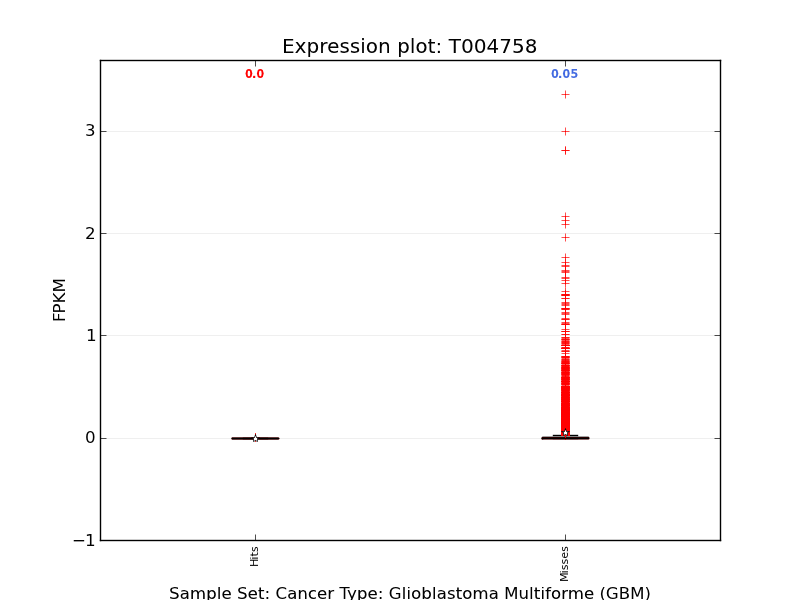 Expression plot: T004758
0.0
0.05
3
2
1
0
−1
FPKM
Hits
Misses
Sample Set: Cancer Type: Glioblastoma Multiforme (GBM)